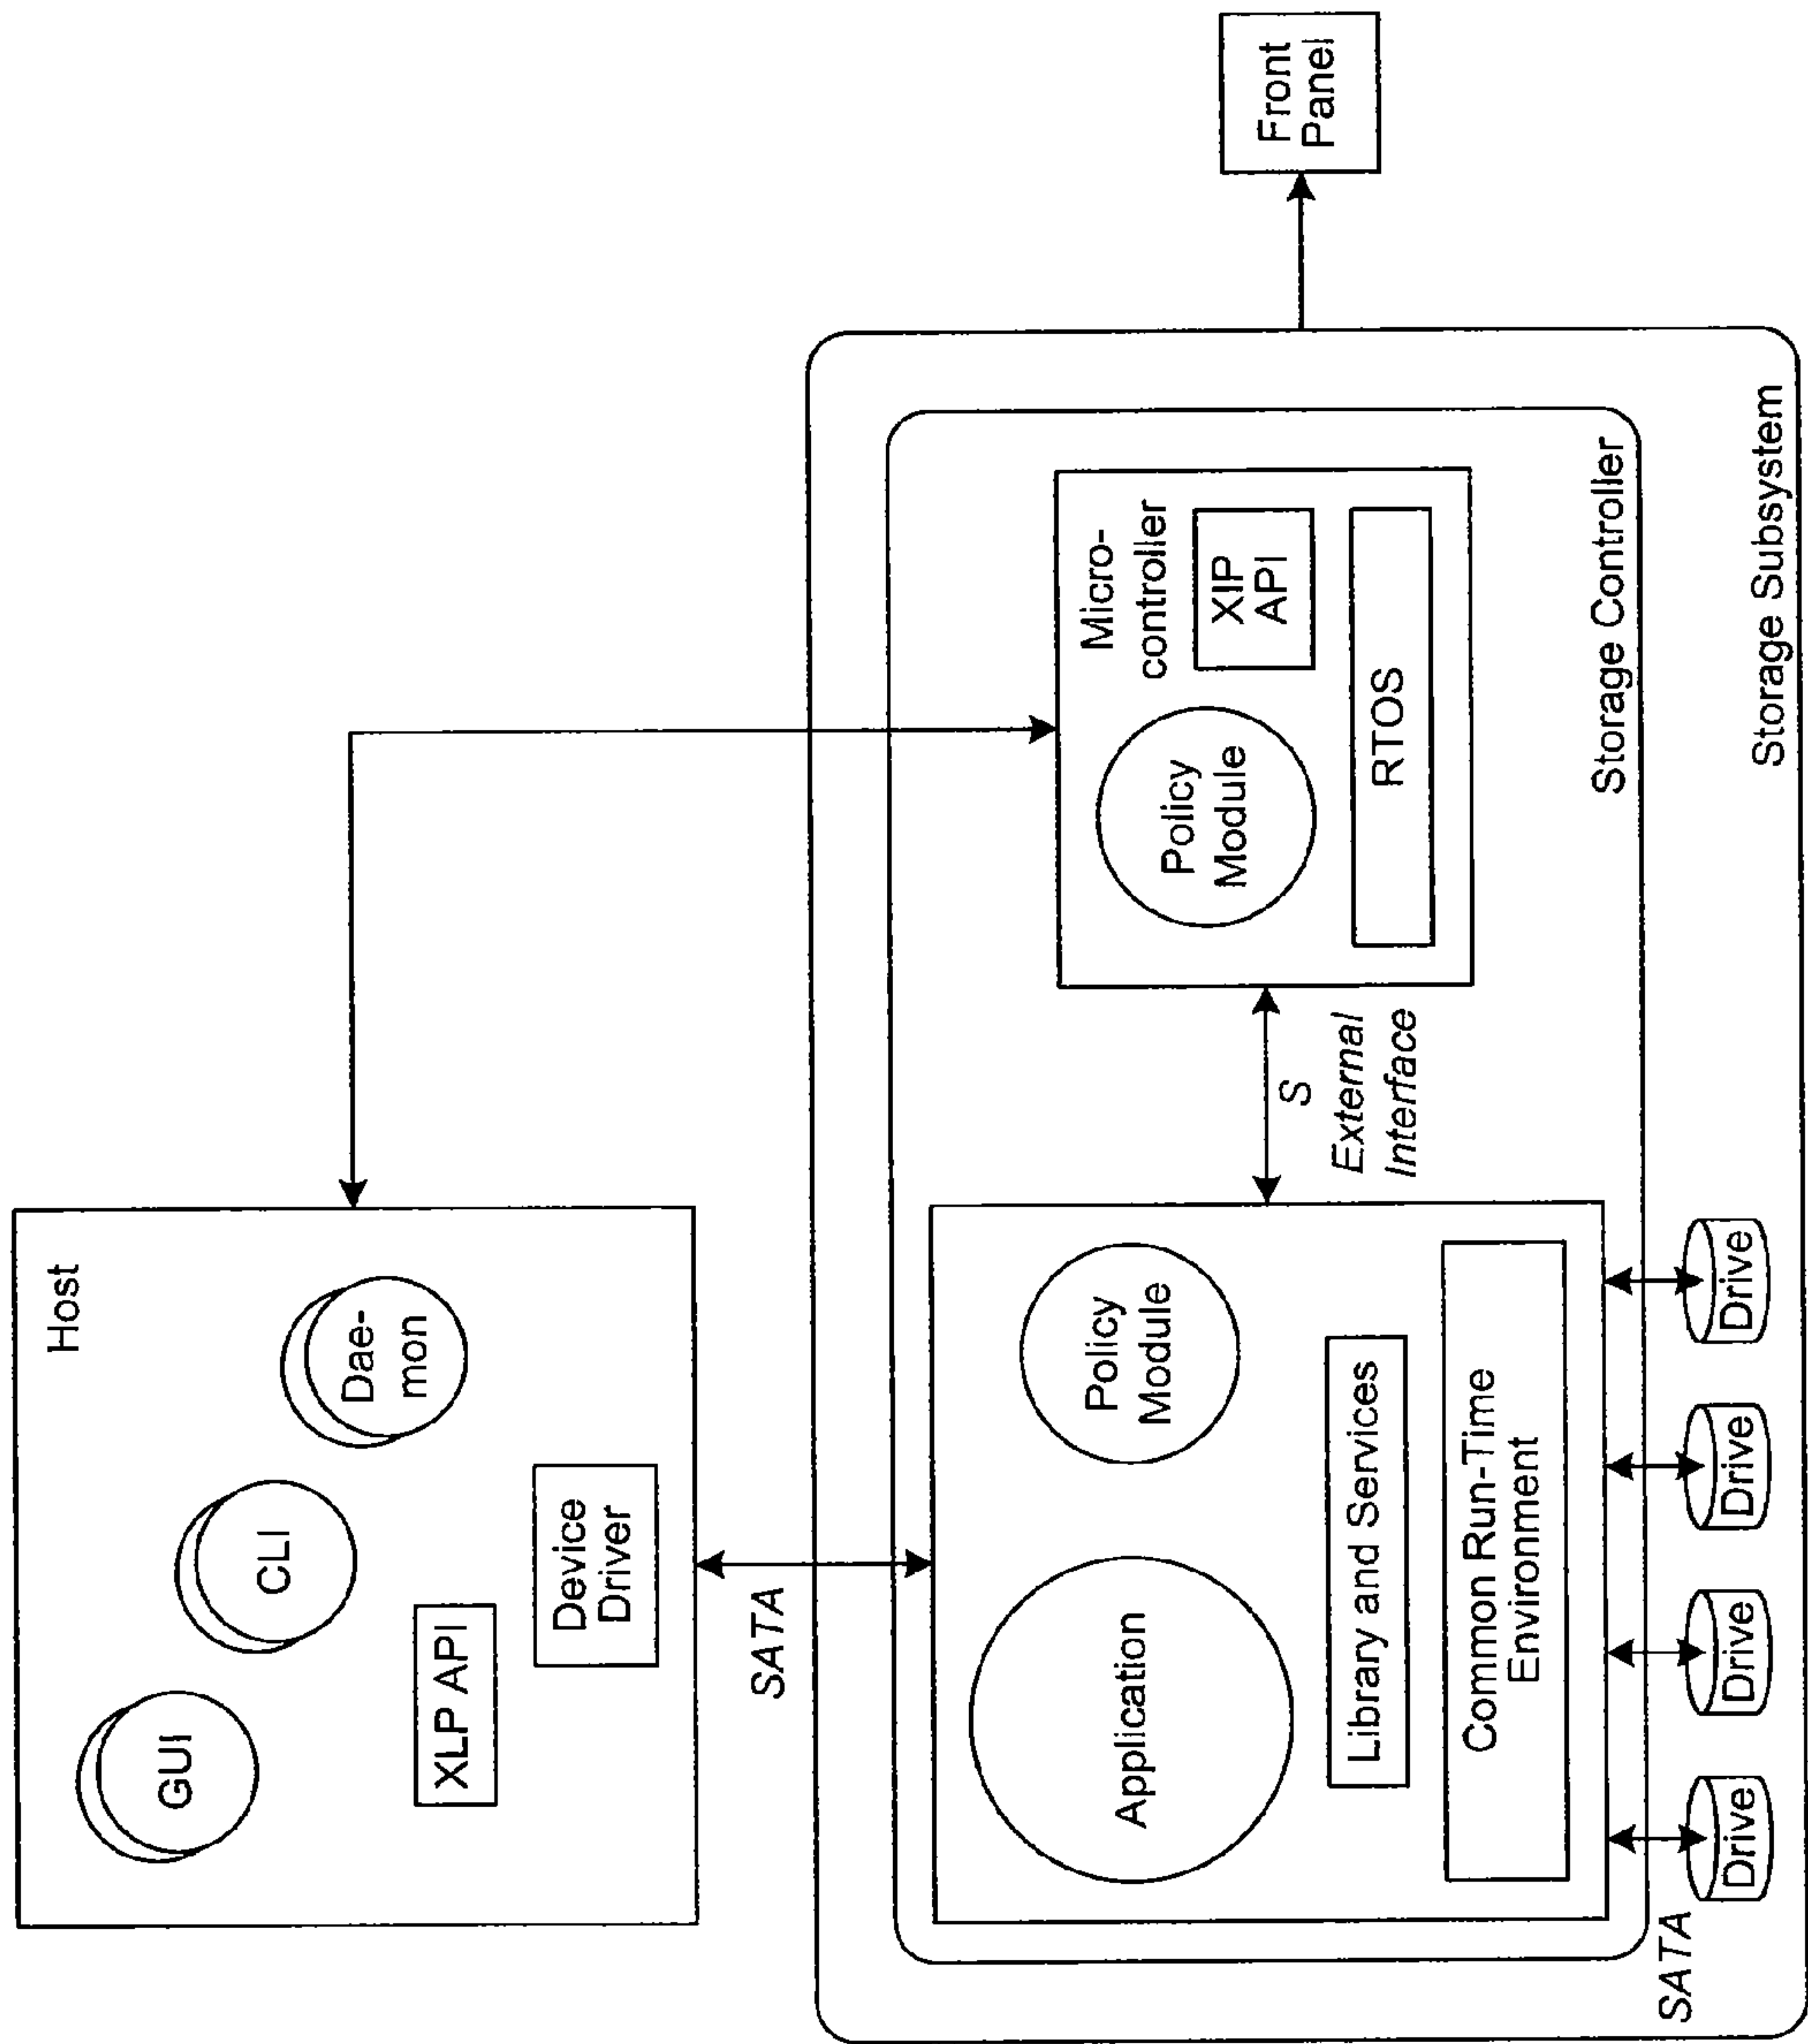 Host
GUI
CLI
Dae-
mon
XLP API
Device
Driver
SATA
Application
Policy
Module
Library and Services
Common Run-Time
Environment
S
External
Interface
Micro-
controller
Policy
Module
XIP
API
RTOS
Storage Controller
SATA
Drive
Drive
Drive
Drive
Storage Subsystem
Front
Panel